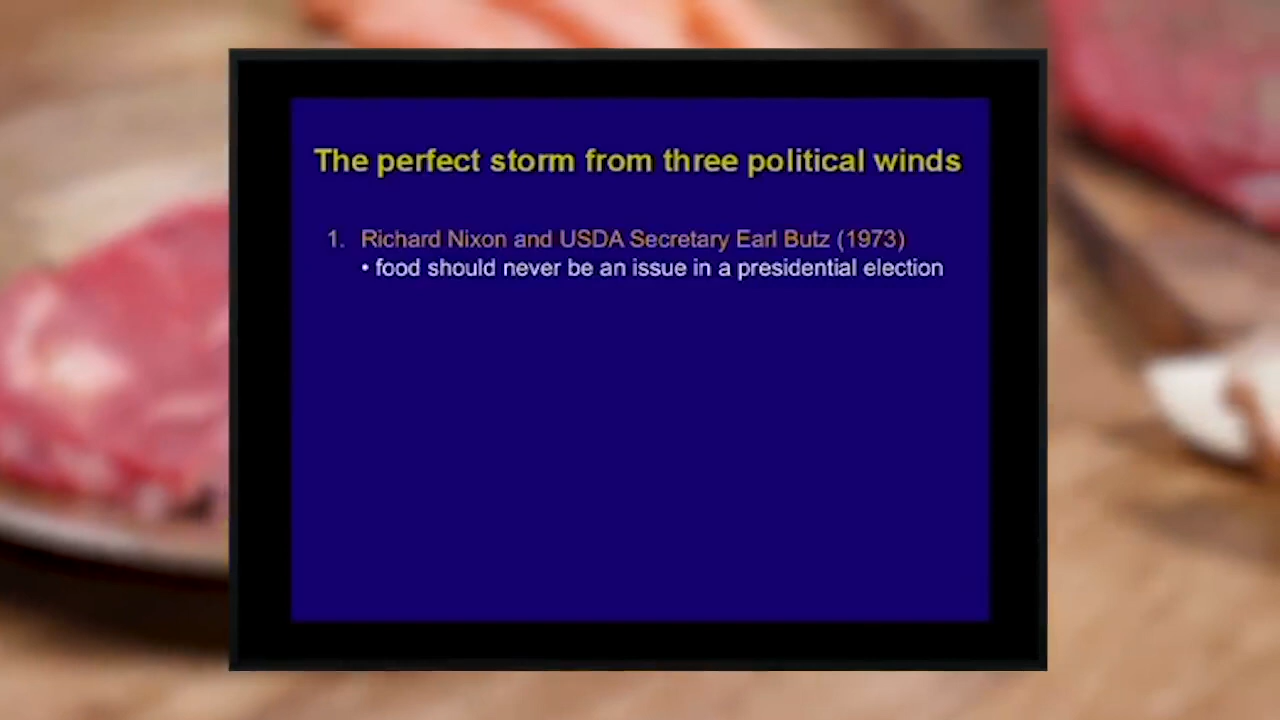 The perfect storm from three political winds
1. Richard Nixon and USDA Secretary Earl Butz (1973)
• food should never be an issue in a presidential election